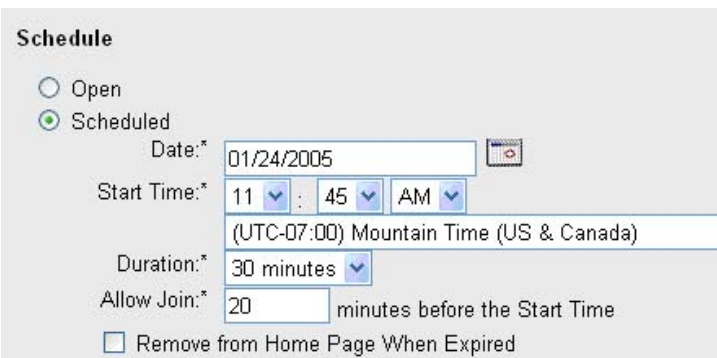 Schedule
Open
Scheduled
Date:* 01/24/2005
Start Time:* 11 : 45 AM
(UTC-07:00) Mountain Time (US & Canada)
Duration:* 30 minutes
Allow Join:* 20 minutes before the Start Time
Remove from Home Page When Expired